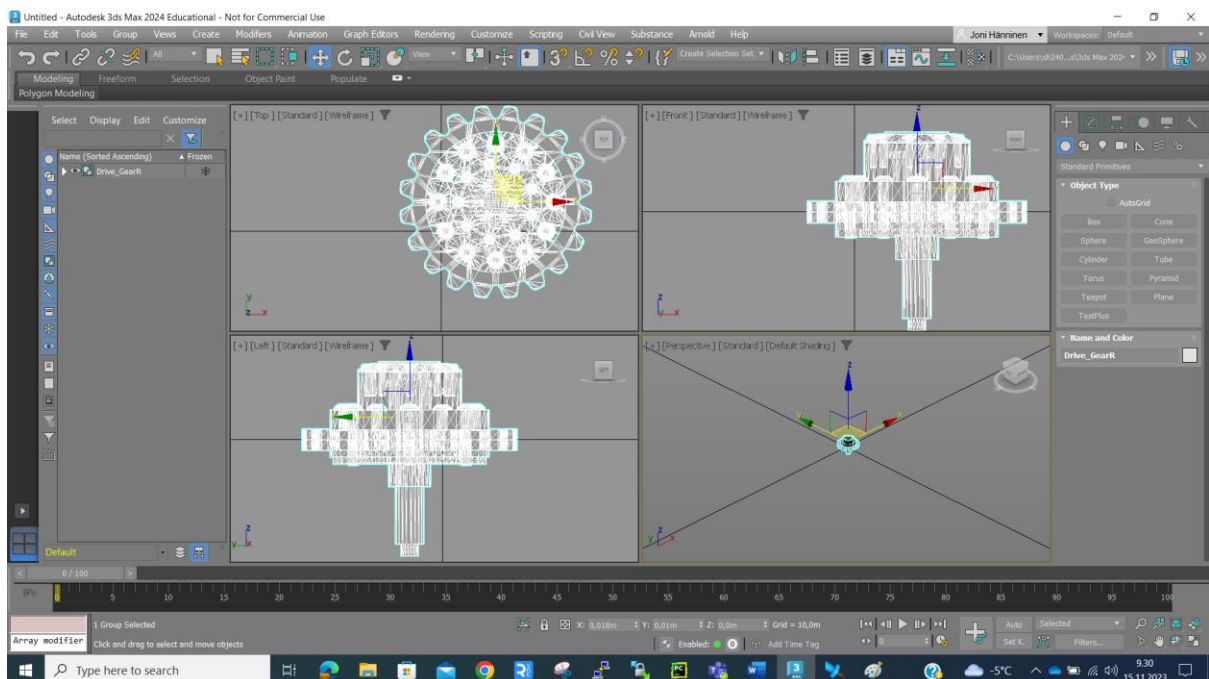 Untitled - Autodesk 3ds Max 2024 Educational - Not for Commercial Use
File Edit Tools Group Views Create Modifiers Animation Graph Editors Rendering Customize Scripting Civil View Substance Arnold Help
Joni Hänninen
Workspaces: Default
All
View
Create Selection Set
Modeling Freeform Selection Object Paint Populate
Polygon Modeling
Select Display Edit Customize
Name (Sorted Ascending) Frozen
Drive_GearR
[+] [Top] [Standard] [Wireframe]
TOP
y
z x
[+] [Front] [Standard] [Wireframe]
FRONT
z
z
y x
[+] [Left] [Standard] [Wireframe]
LEFT
z
y x
[+] [Perspective] [Standard] [Default Shading]
z
y x
z
y x
Standard Primitives
Object Type
AutoGrid
Box Cone
Sphere GeoSphere
Cylinder Tube
Torus Pyramid
Teapot Plane
TextPlus
Name and Color
Drive_GearR
Default
0 / 100
0 5 10 15 20 25 30 35 40 45 50 55 60 65 70 75 80 85 90 95 100
Array modifier
1 Group Selected
Click and drag to select and move objects
X: 0,018m Y: 0,01m Z: 0,0m Grid = 10,0m
Enabled: Add Time Tag
0
Auto Selected
Set K. Filters...
Type here to search
-5°C
9.30
15.11.2023